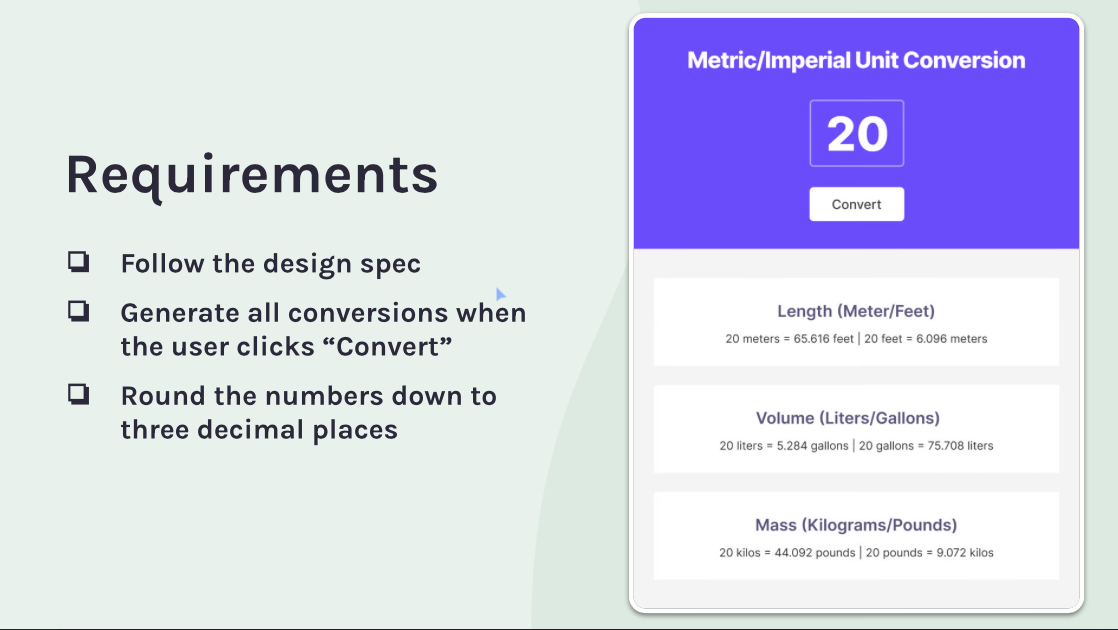 Requirements
Follow the design spec
Generate all conversions when
the user clicks “Convert”
Round the numbers down to
three decimal places
Metric/Imperial Unit Conversion
20
Convert
Length (Meter/Feet)
20 meters = 65.616 feet | 20 feet = 6.096 meters
Volume (Liters/Gallons)
20 liters = 5.284 gallons | 20 gallons = 75.708 liters
Mass (Kilograms/Pounds)
20 kilos = 44.092 pounds | 20 pounds = 9.072 kilos